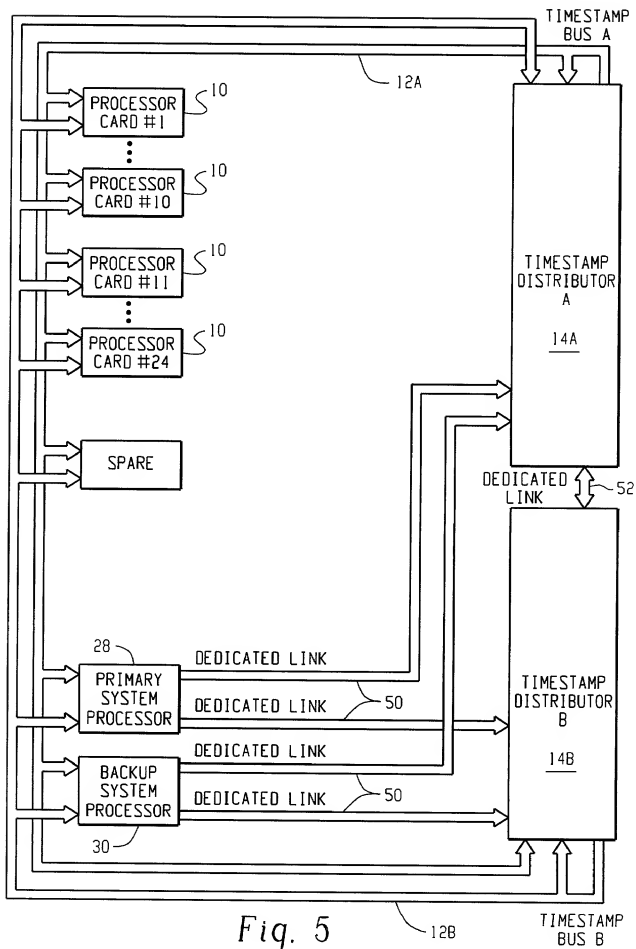 TIMESTAMP
BUS A
12A
PROCESSOR
CARD #1
10
PROCESSOR
CARD #10
10
PROCESSOR
CARD #11
10
PROCESSOR
CARD #24
10
TIMESTAMP
DISTRIBUTOR
A
14A
SPARE
DEDICATED
LINK
52
28
PRIMARY
SYSTEM
PROCESSOR
DEDICATED LINK
50
DEDICATED LINK
BACKUP
SYSTEM
PROCESSOR
30
DEDICATED LINK
50
DEDICATED LINK
TIMESTAMP
DISTRIBUTOR
B
14B
12B
TIMESTAMP
BUS B
Fig. 5